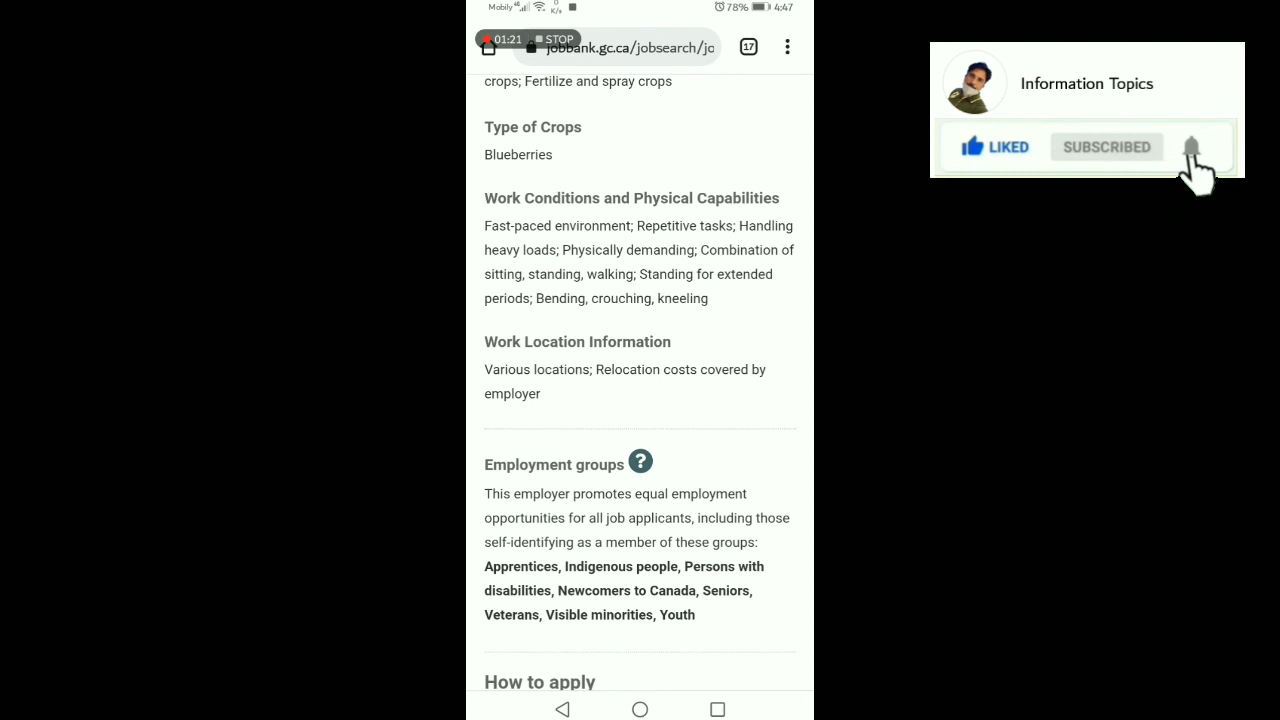 Mobily 4G 0 K/s 78% 4:47
01:21 STOP
jobbank.gc.ca/jobsearch/jo 17
crops; Fertilize and spray crops
Type of Crops
Blueberries
Work Conditions and Physical Capabilities
Fast-paced environment; Repetitive tasks; Handling
heavy loads; Physically demanding; Combination of
sitting, standing, walking; Standing for extended
periods; Bending, crouching, kneeling
Work Location Information
Various locations; Relocation costs covered by
employer
Employment groups ?
This employer promotes equal employment
opportunities for all job applicants, including those
self-identifying as a member of these groups:
Apprentices, Indigenous people, Persons with
disabilities, Newcomers to Canada, Seniors,
Veterans, Visible minorities, Youth
How to apply
Information Topics
LIKED SUBSCRIBED